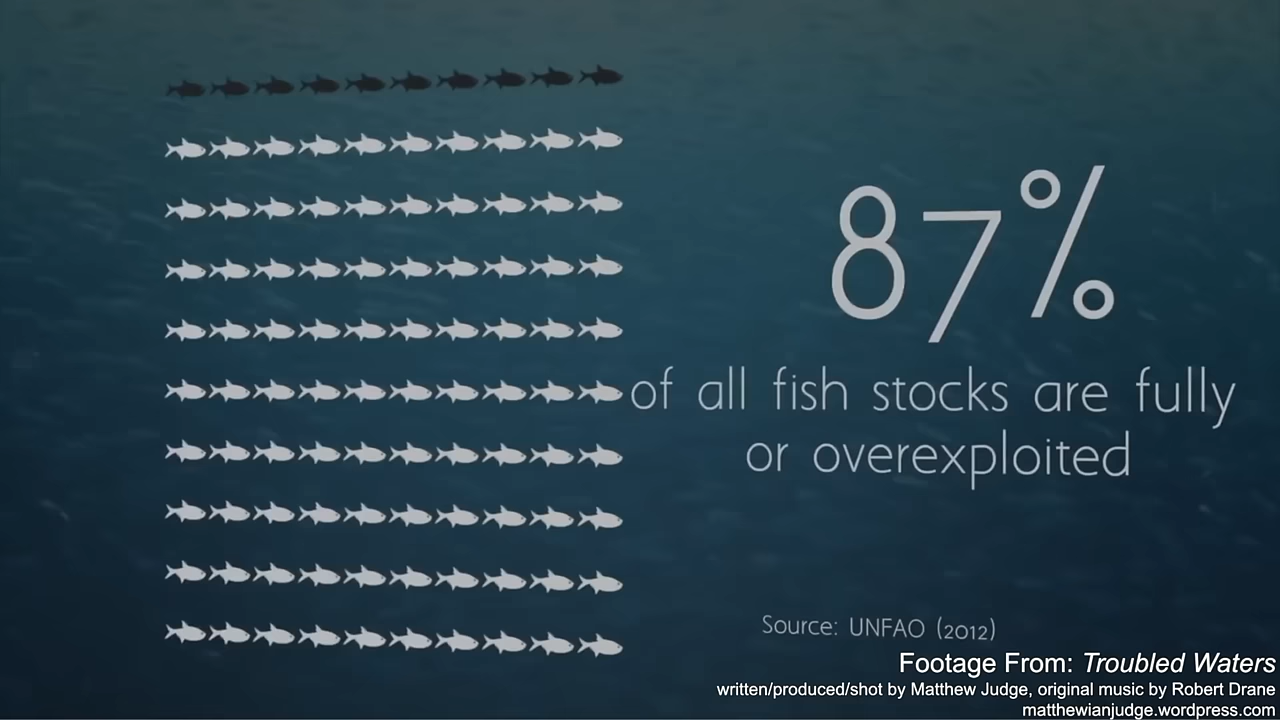 87%
of all fish stocks are fully
or overexploited
Source: UNFAO (2012)
Footage From: Troubled Waters
written/produced/shot by Matthew Judge, original music by Robert Drane
matthewianjudge.wordpress.com